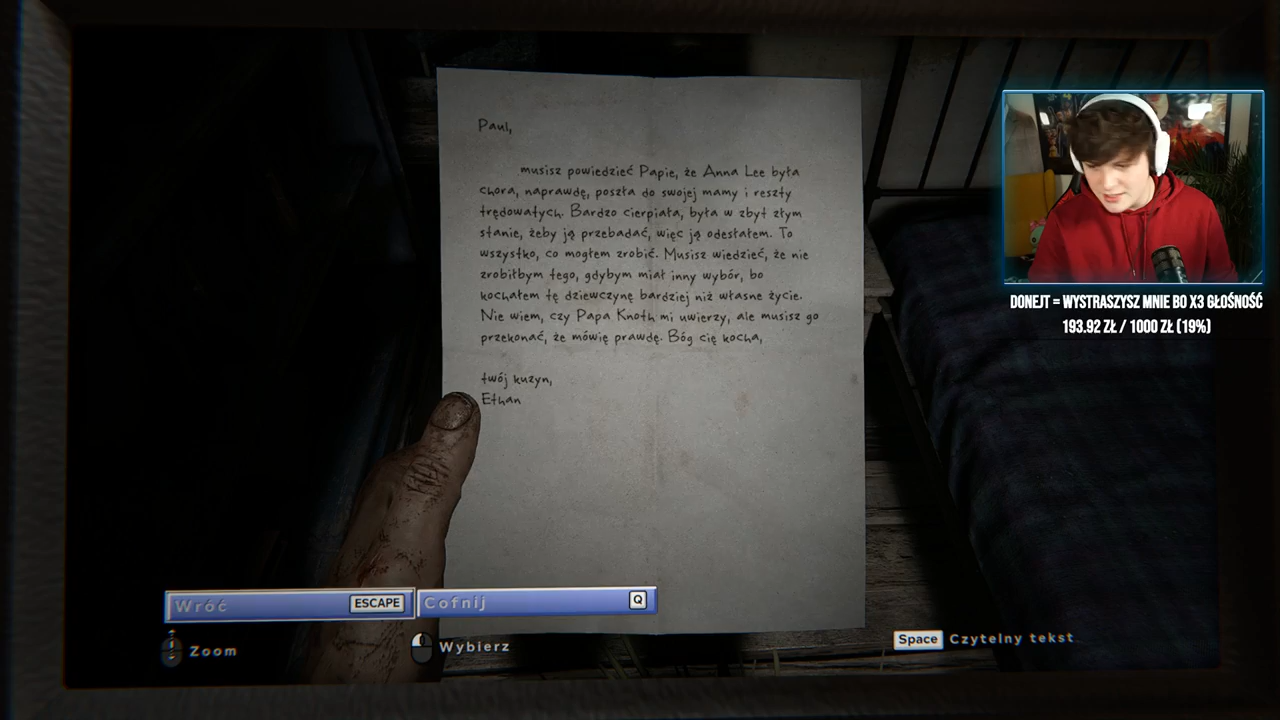 Paul,
musisz powiedzieć Papie, że Anna Lee była
chora, naprawdę, poszła do swojej mamy i reszty
trędowatych. Bardzo cierpiała, była w zbyt złym
stanie, żeby ją przebadać, więc ją odesłałem. To
wszystko, co mogłem zrobić. Musisz wiedzieć, że nie
zrobiłbym tego, gdybym miał inny wybór, bo
kochałem tę dziewczynę bardziej niż własne życie.
Nie wiem, czy Papa Knoth mi uwierzy, ale musisz go
przekonać, że mówię prawdę. Bóg cię kocha,
twój kuzyn,
Ethan
DONEJT = WYSTRASZYSZ MNIE BO X3 GŁOŚNOŚĆ
193.92 ZŁ / 1000 ZŁ (19%)
Wróć ESCAPE Cofnij Q
Zoom Wybierz Space Czytelny tekst